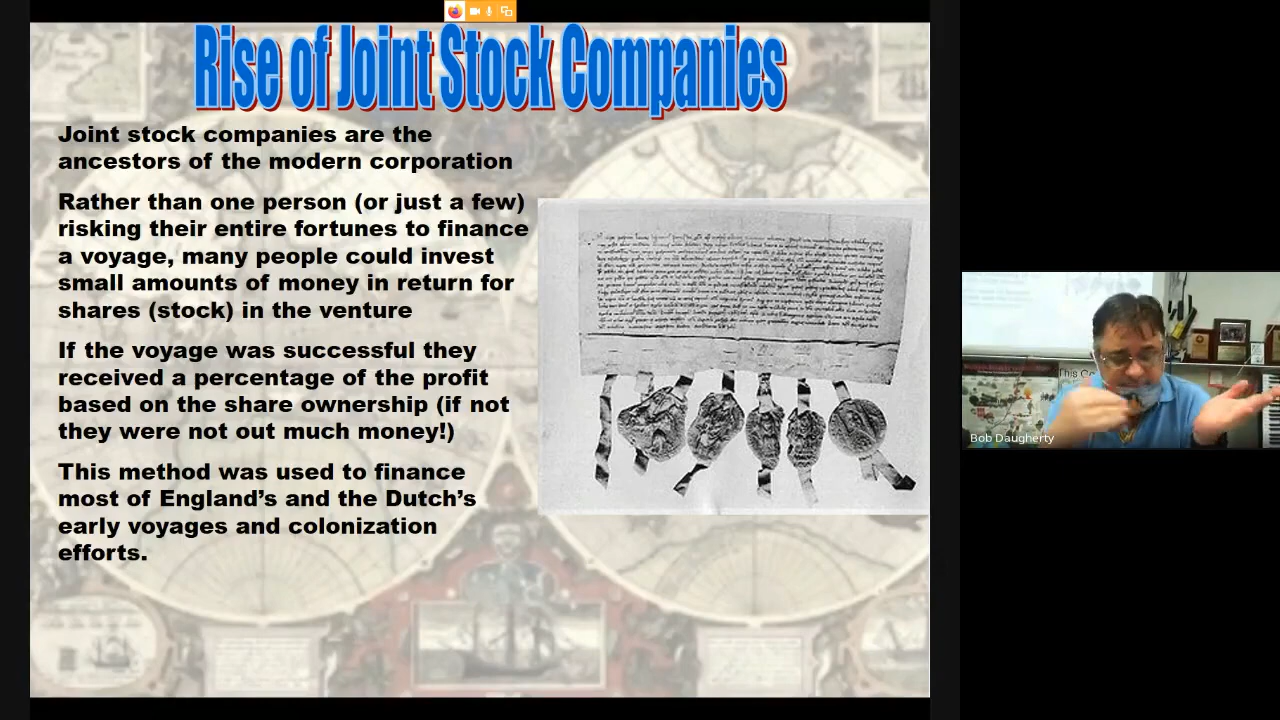 Rise of Joint Stock Companies
Joint stock companies are the
ancestors of the modern corporation
Rather than one person (or just a few)
risking their entire fortunes to finance
a voyage, many people could invest
small amounts of money in return for
shares (stock) in the venture
If the voyage was successful they
received a percentage of the profit
based on the share ownership (if not
they were not out much money!)
This method was used to finance
most of England’s and the Dutch’s
early voyages and colonization
efforts.
This
Bob Daugherty